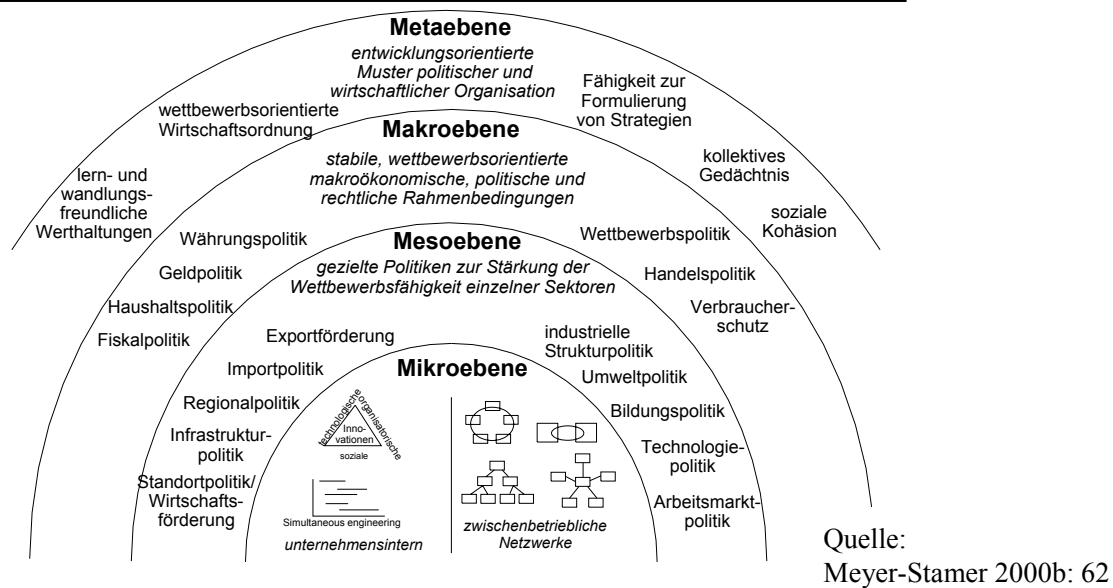 Metaebene
entwicklungsorientierte
Muster politischer und
wirtschaftlicher Organisation
wettbewerbsorientierte
Wirtschaftsordnung
lern- und
wandlungs-
freundliche
Werthaltungen
Fähigkeit zur
Formulierung
von Strategien
kollektives
Gedächtnis
soziale
Kohäsion
Makroebene
stabile, wettbewerbsorientierte
makroökonomische, politische und
rechtliche Rahmenbedingungen
Währungspolitik
Geldpolitik
Haushaltspolitik
Fiskalpolitik
Wettbewerbspolitik
Handelspolitik
Verbraucher-
schutz
Mesoebene
gezielte Politiken zur Stärkung der
Wettbewerbsfähigkeit einzelner Sektoren
Exportförderung
Importpolitik
Regionalpolitik
Infrastruktur-
politik
Standortpolitik/
Wirtschafts-
förderung
industrielle
Strukturpolitik
Umweltpolitik
Bildungspolitik
Technologie-
politik
Arbeitsmarkt-
politik
Mikroebene
technologische
organisatorische
Inno-
vationen
soziale
Simultaneous engineering
unternehmensintern
zwischenbetriebliche
Netzwerke
Quelle:
Meyer-Stamer 2000b: 62